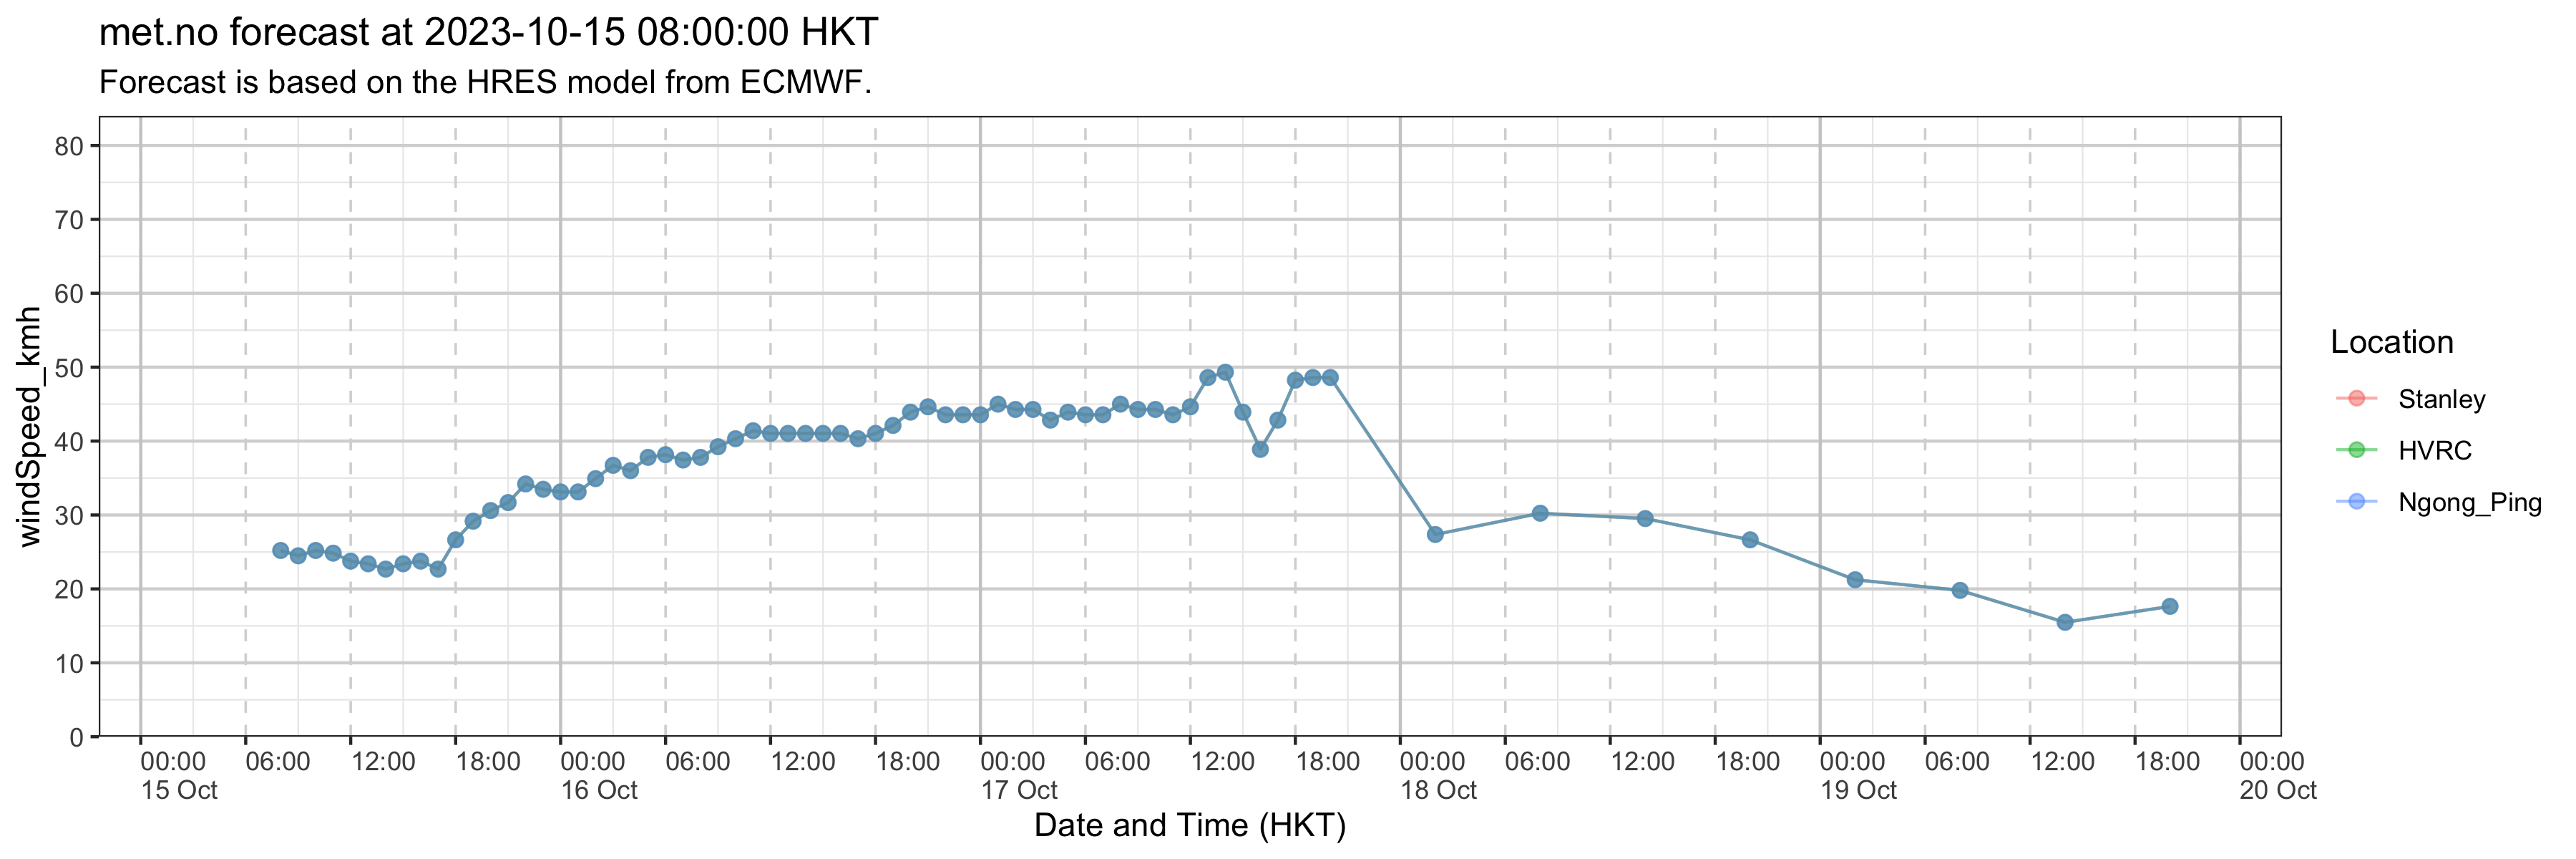 met.no forecast at 2023-10-15 08:00:00 HKT
Forecast is based on the HRES model from ECMWF.
windSpeed_kmh
80
70
60
50
40
30
20
10
0
00:00 06:00 12:00 18:00 00:00 06:00 12:00 18:00 00:00 06:00 12:00 18:00 00:00 06:00 12:00 18:00 00:00 06:00 12:00 18:00 00:00
15 Oct 16 Oct 17 Oct 18 Oct 19 Oct 20 Oct
Date and Time (HKT)
Location
Stanley
HVRC
Ngong_Ping